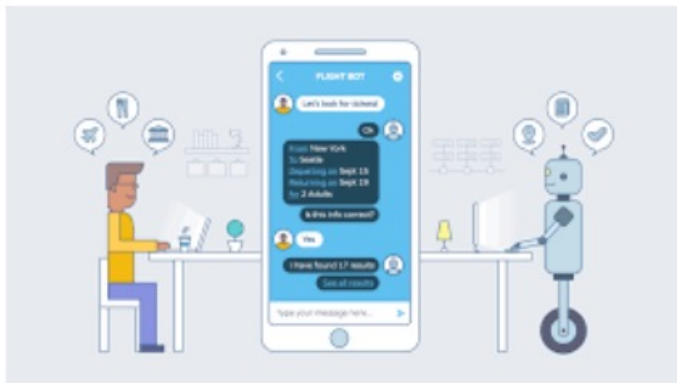 FLIGHT BOT
Let's look for tickets!
Ok
From New York
To Seattle
Departing on Sept 15
Returning on Sept 19
for 2 Adults
Is this info correct?
Yes
I have found 17 results
See all results
Type your message here...